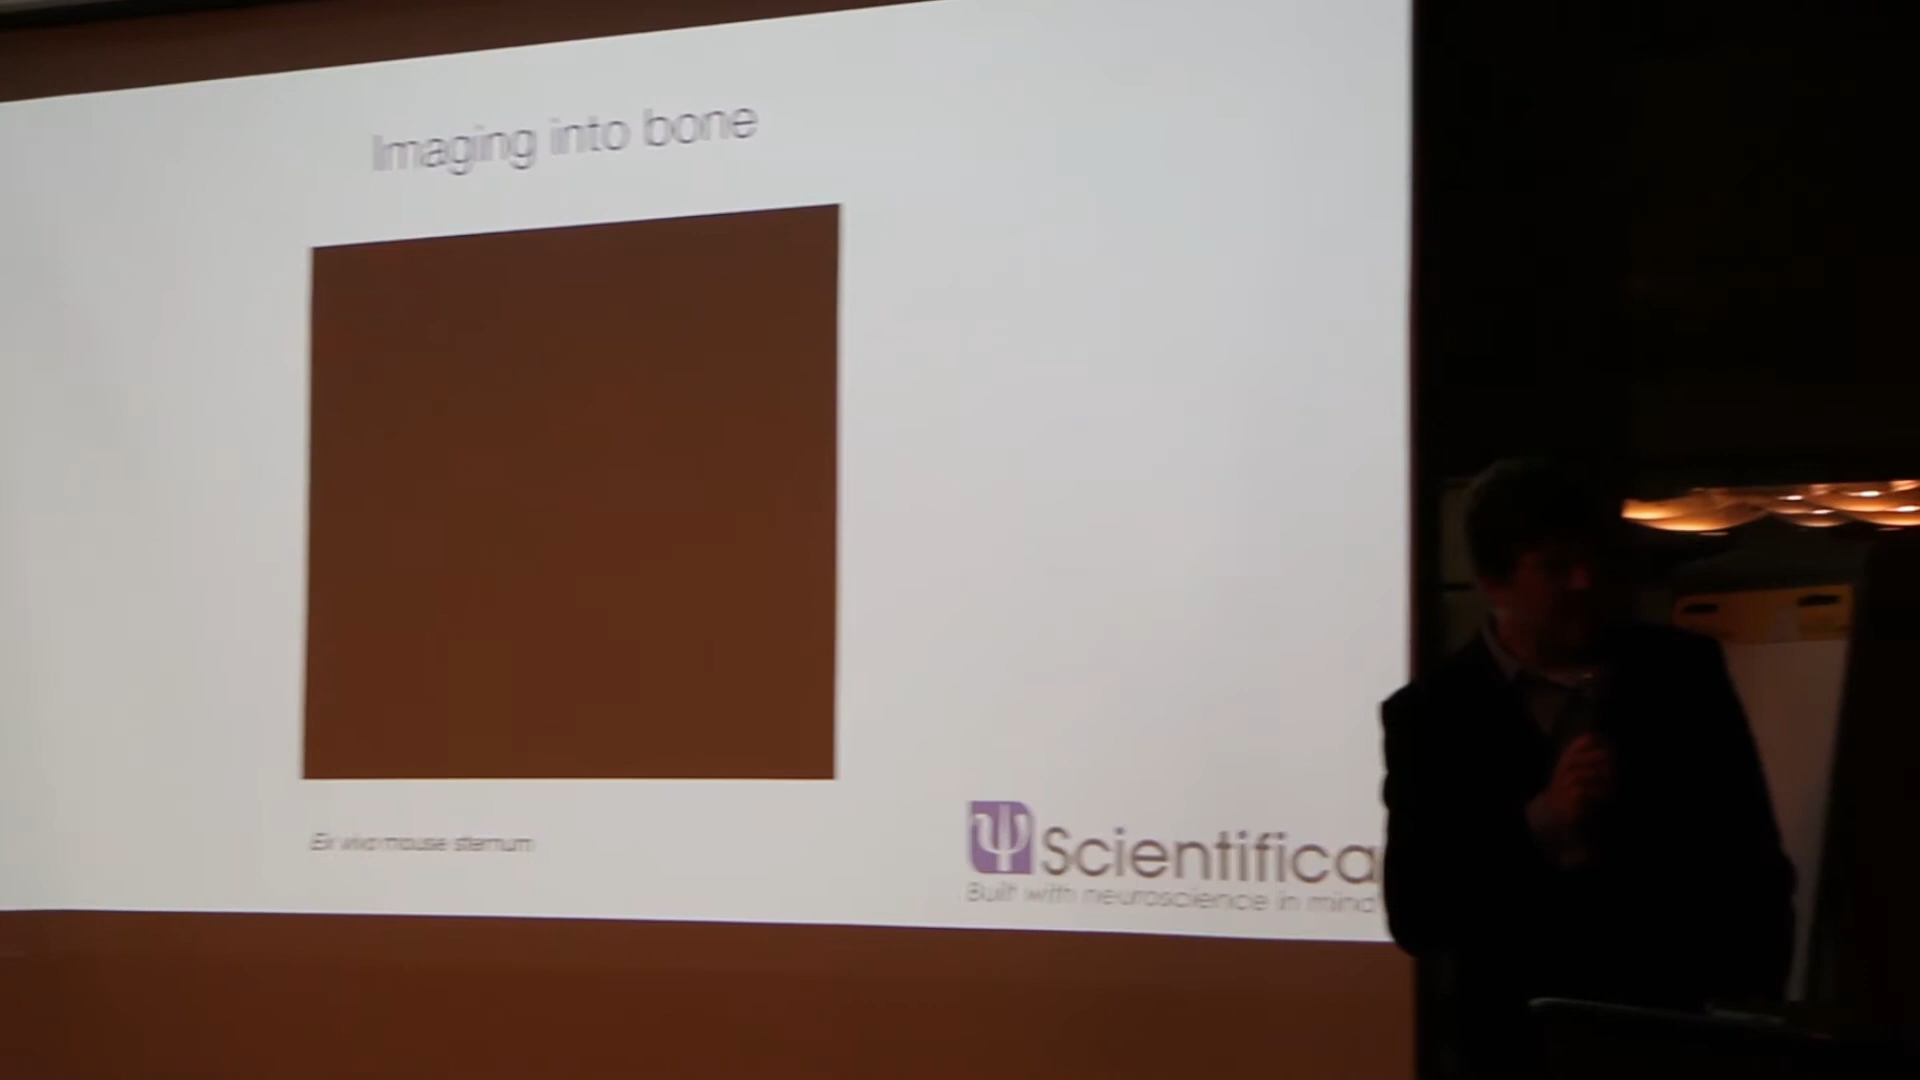 Imaging into bone
Ex vivo mouse sternum
Scientifica
Built with neuroscience in mind